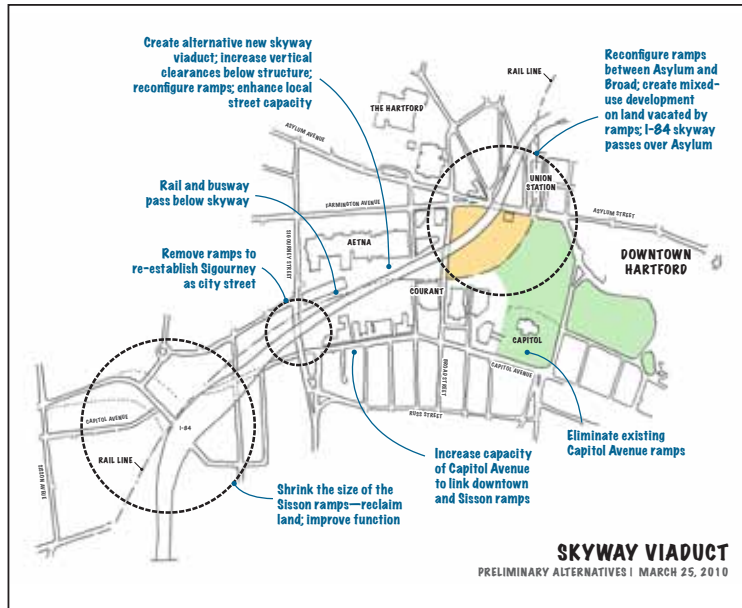 Create alternative new skyway
viaduct; increase vertical
clearances below structure;
reconfigure ramps; enhance local
street capacity
Reconfigure ramps
between Asylum and
Broad; create mixed-
use development
on land vacated by
ramps; I-84 skyway
passes over Asylum
RAIL LINE
THE HARTFORD
ASYLUM AVENUE
UNION
STATION
Rail and busway
pass below skyway
FARMINGTON AVENUE
ASYLUM STREET
AETNA
SIGOURNEY STREET
Remove ramps to
re-establish Sigourney
as city street
DOWNTOWN
HARTFORD
COURANT
CAPITOL
BROAD STREET
CAPITOL AVENUE
RUSS STREET
CAPITOL AVENUE
I-84
RAIL LINE
SISSON AVENUE
Eliminate existing
Capitol Avenue ramps
Increase capacity
of Capitol Avenue
to link downtown
and Sisson ramps
Shrink the size of the
Sisson ramps—reclaim
land; improve function
SKYWAY VIADUCT
PRELIMINARY ALTERNATIVES | MARCH 25, 2010